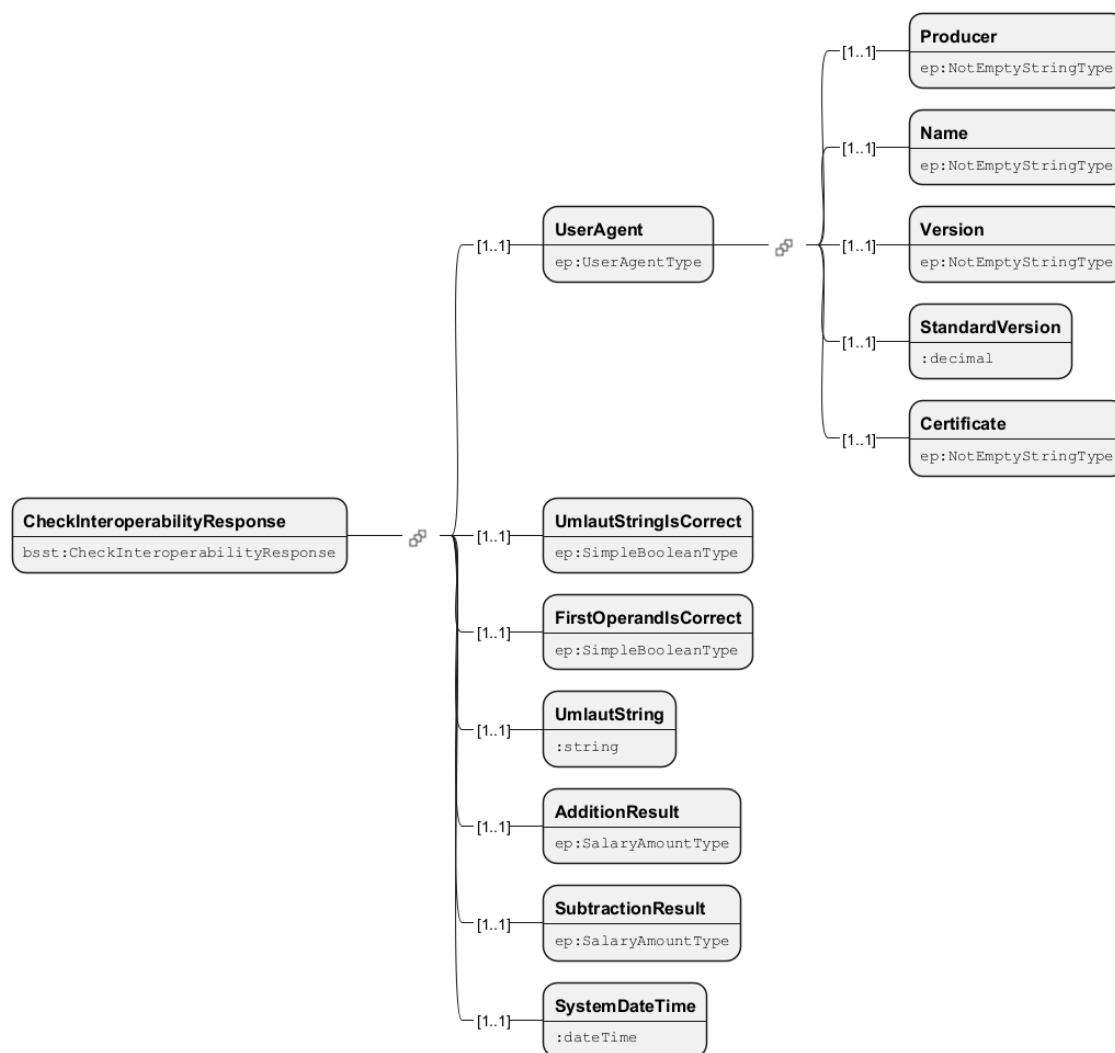 Producer
[1..1]
ep:NotEmptyStringType
Name
[1..1]
ep:NotEmptyStringType
UserAgent
[1..1]
ep:UserAgentType
Version
[1..1]
ep:NotEmptyStringType
StandardVersion
[1..1]
:decimal
Certificate
[1..1]
ep:NotEmptyStringType
CheckInteroperabilityResponse
bsst:CheckInteroperabilityResponse
UmlautStringIsCorrect
[1..1]
ep:SimpleBooleanType
FirstOperandIsCorrect
[1..1]
ep:SimpleBooleanType
UmlautString
[1..1]
:string
AdditionResult
[1..1]
ep:SalaryAmountType
SubtractionResult
[1..1]
ep:SalaryAmountType
SystemDateTime
[1..1]
:dateTime